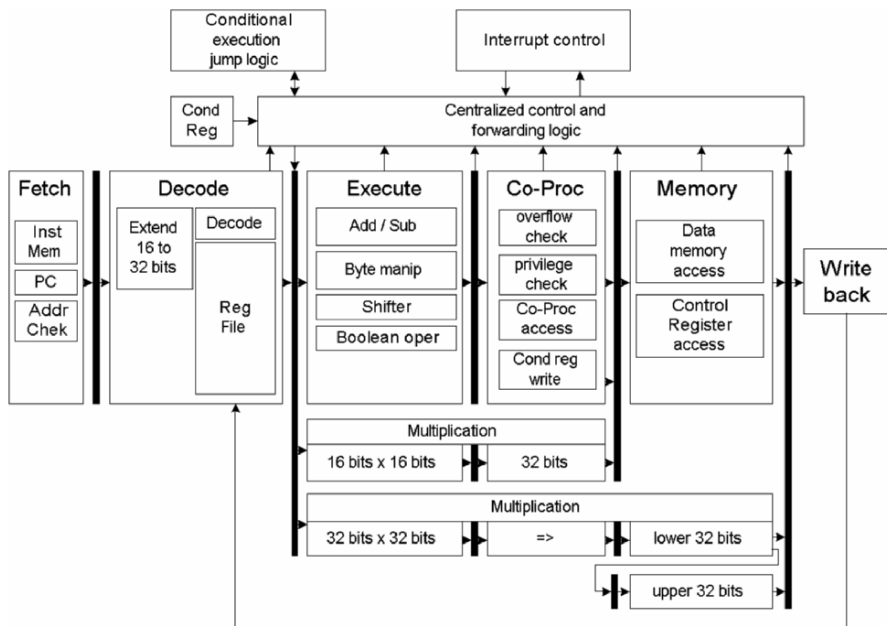 Conditional
execution
jump logic
Interrupt control
Cond
Reg
Centralized control and
forwarding logic
Fetch
Inst
Mem
PC
Addr
Chek
Decode
Extend
16 to
32 bits
Decode
Reg
File
Execute
Add / Sub
Byte manip
Shifter
Boolean oper
Co-Proc
overflow
check
privilege
check
Co-Proc
access
Cond reg
write
Memory
Data
memory
access
Control
Register
access
Write
back
Multiplication
16 bits x 16 bits
32 bits
Multiplication
32 bits x 32 bits
=>
lower 32 bits
upper 32 bits